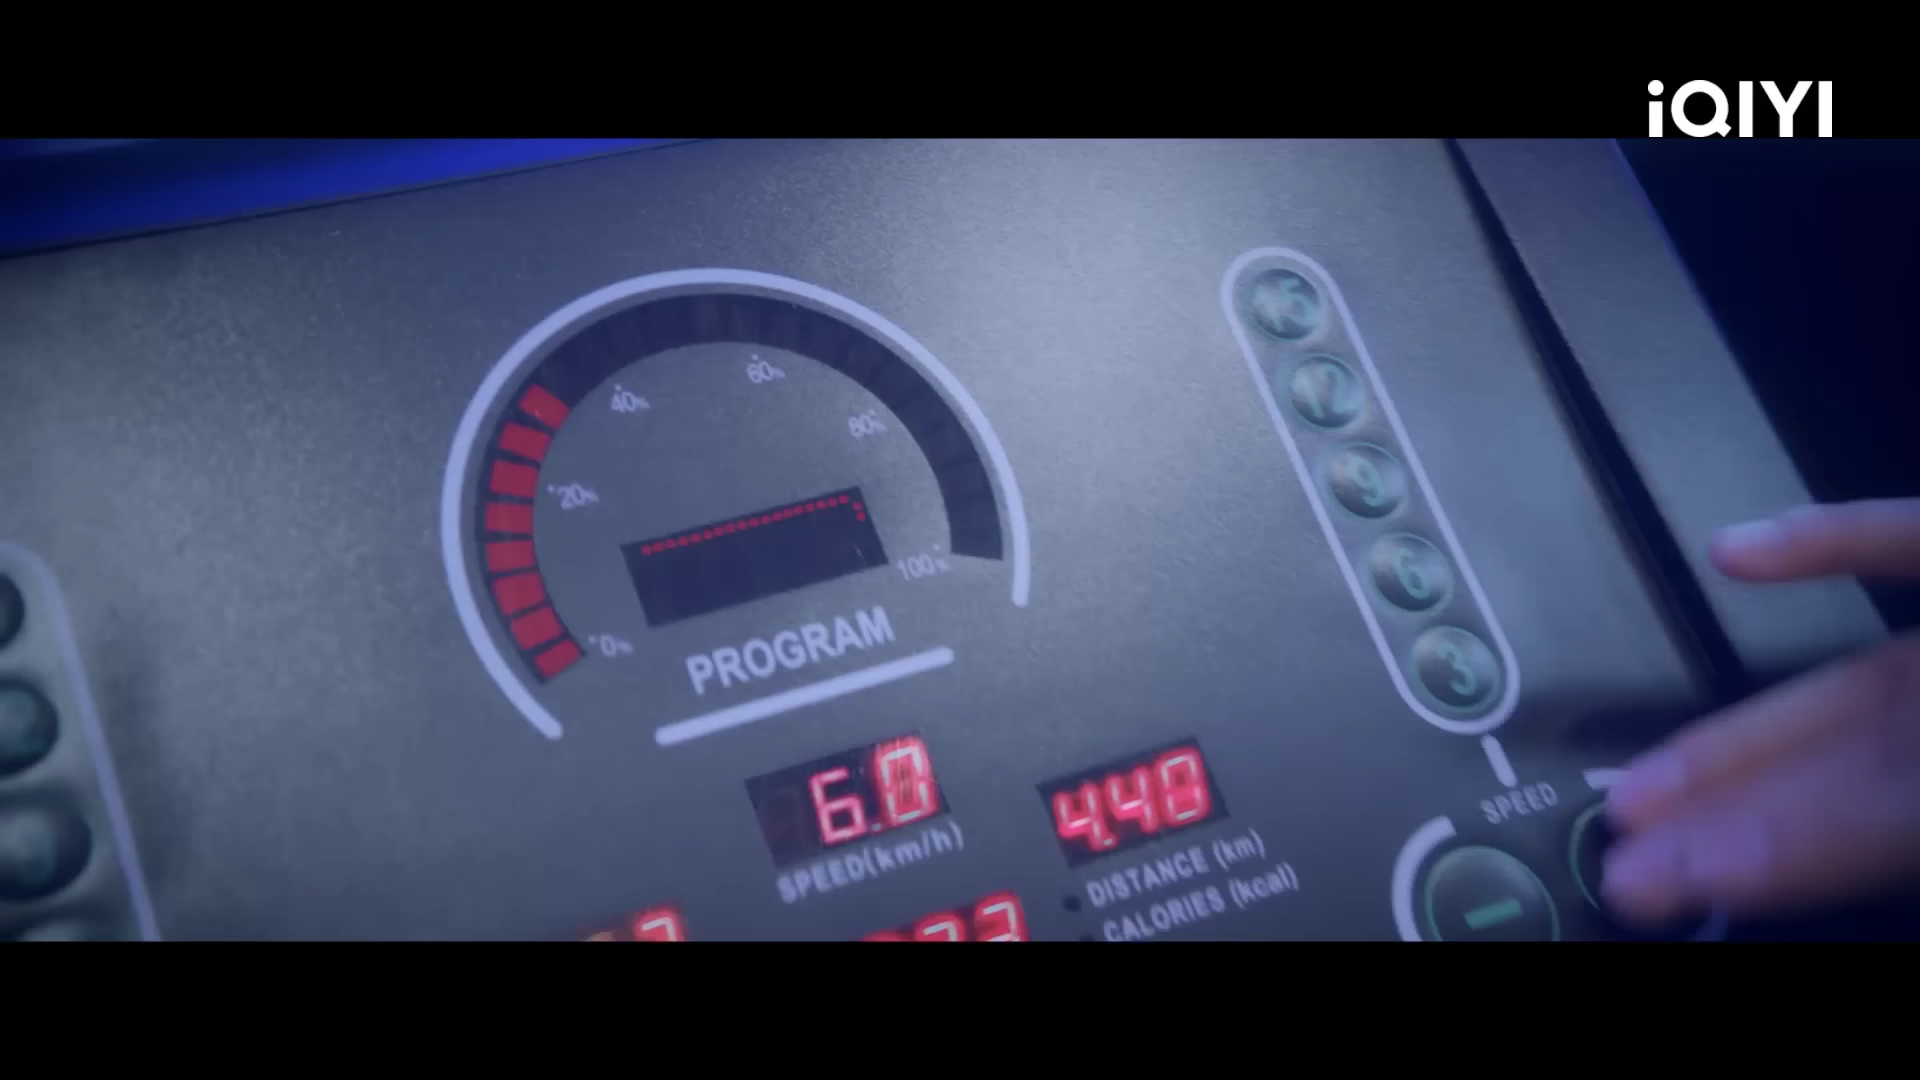 iQIYI
15
12
9
6
3
40%
60%
80%
20%
100%
0%
PROGRAM
6.0
SPEED(km/h)
4.48
DISTANCE (km)
CALORIES (kcal)
SPEED